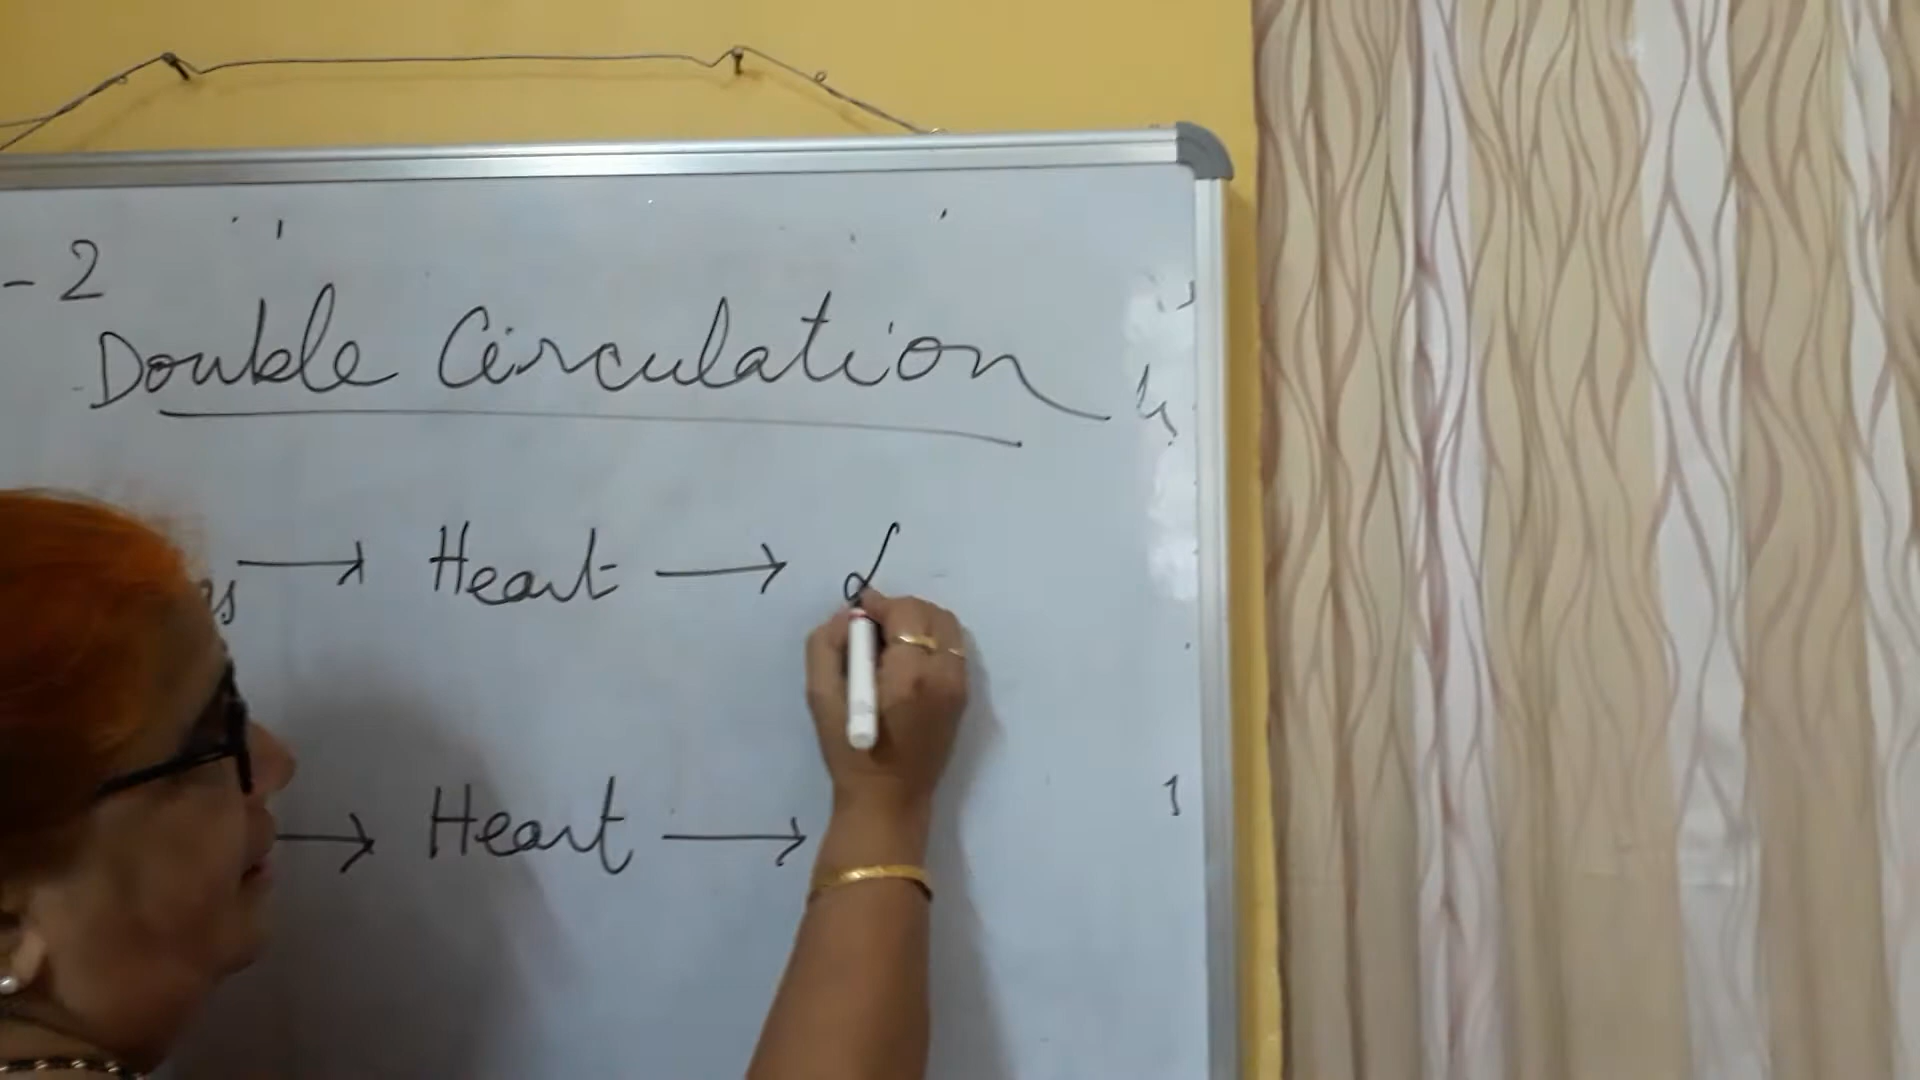 - 2
Double Circulation
→ Heart → L
→ Heart →